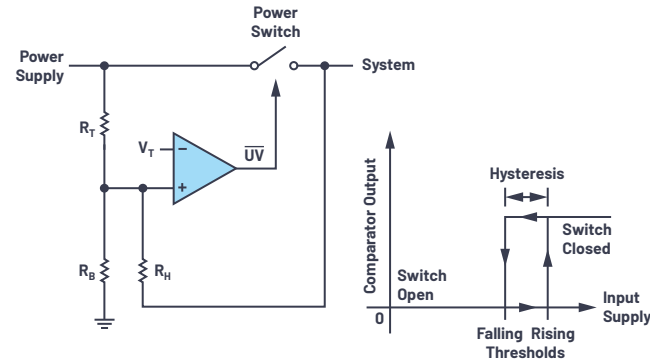 Power
Switch
Power
Supply
System
R_T
V_T
−
U̅V̅
+
R_B
R_H
Comparator Output
Hysteresis
Switch
Closed
Switch
Open
0
Input
Supply
Falling Rising
Thresholds